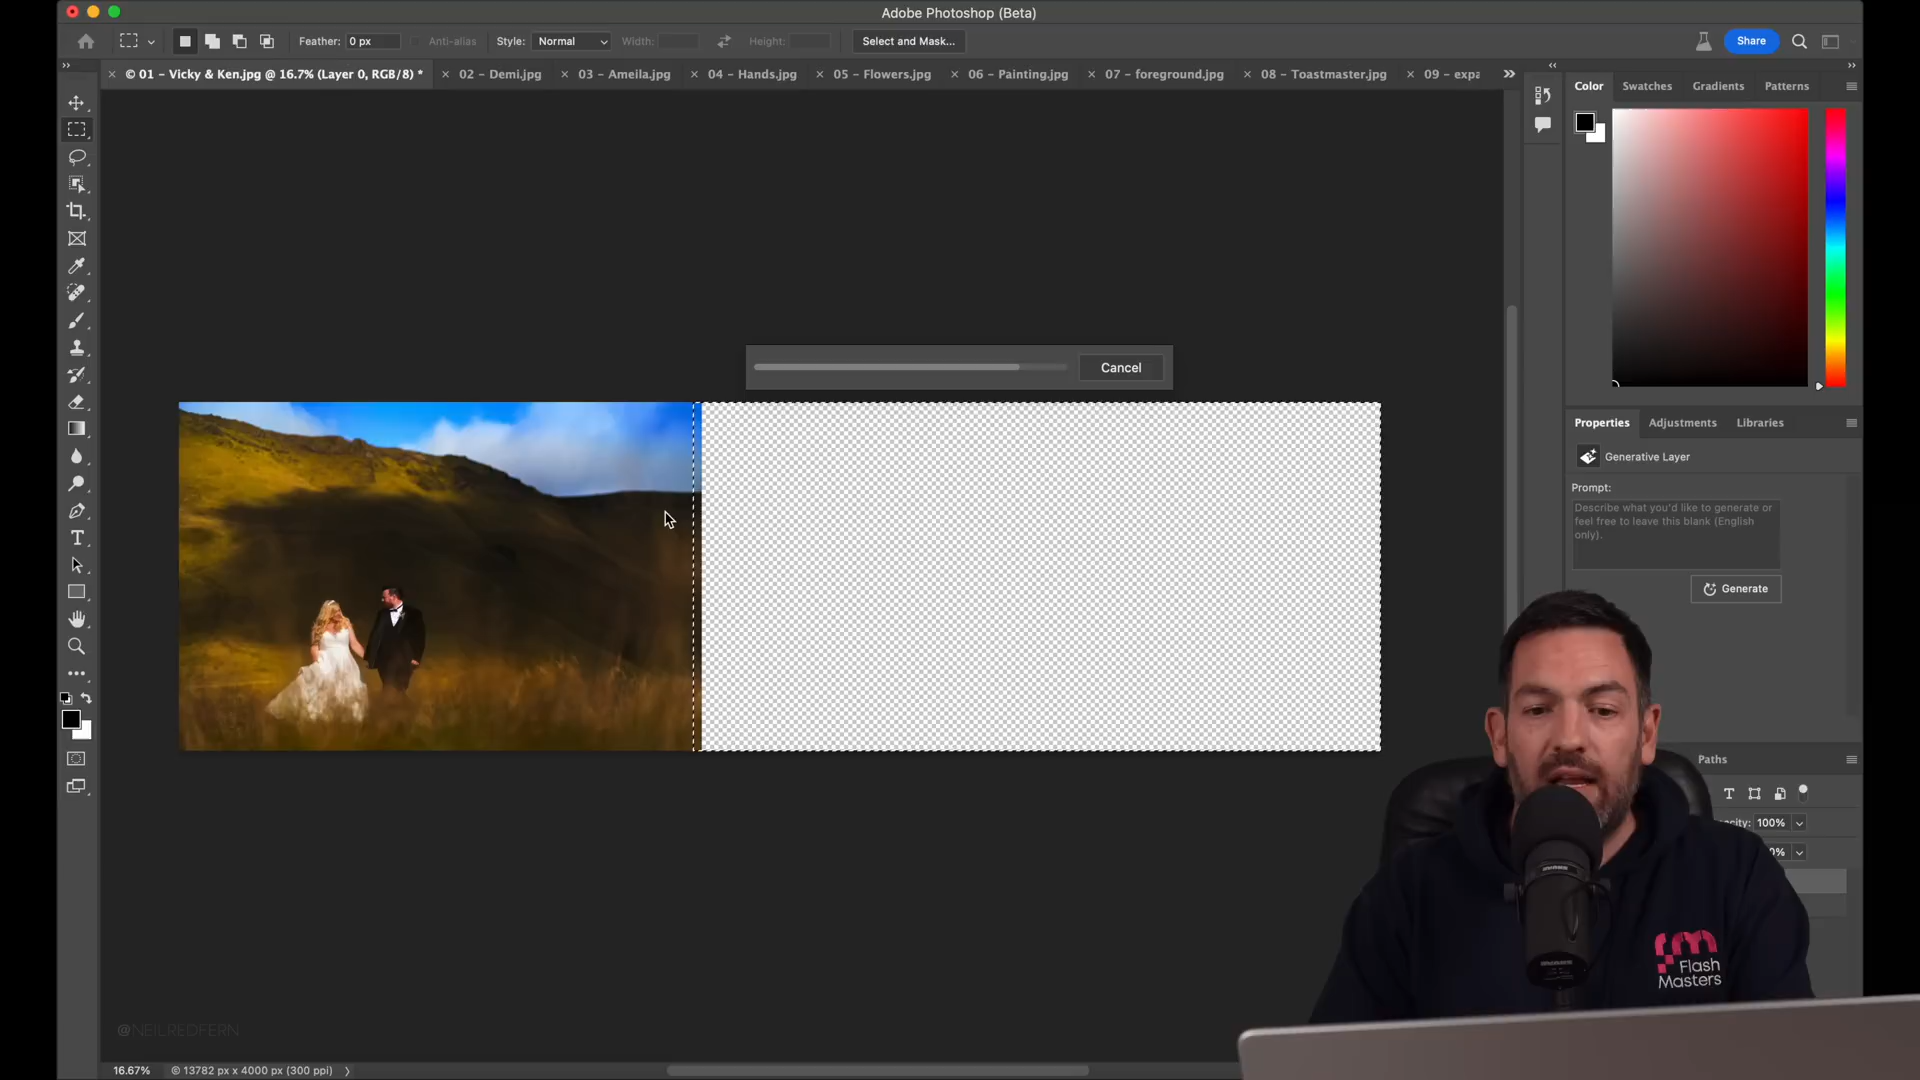 Adobe Photoshop (Beta)
Feather: 0 px
Anti-alias
Style: Normal
Width:
Height:
Select and Mask...
Share
© 01 - Vicky & Ken.jpg @ 16.7% (Layer 0, RGB/8) *
02 - Demi.jpg
03 - Ameila.jpg
04 - Hands.jpg
05 - Flowers.jpg
06 - Painting.jpg
07 - foreground.jpg
08 - Toastmaster.jpg
09 - expa
Color
Swatches
Gradients
Patterns
Cancel
Properties
Adjustments
Libraries
Generative Layer
Prompt:
Describe what you'd like to generate or
feel free to leave this blank (English
only).
Generate
Paths
acity: 100%
0%
Flash
Masters
@NEILREDFERN
16.67%
© 13782 px x 4000 px (300 ppi)